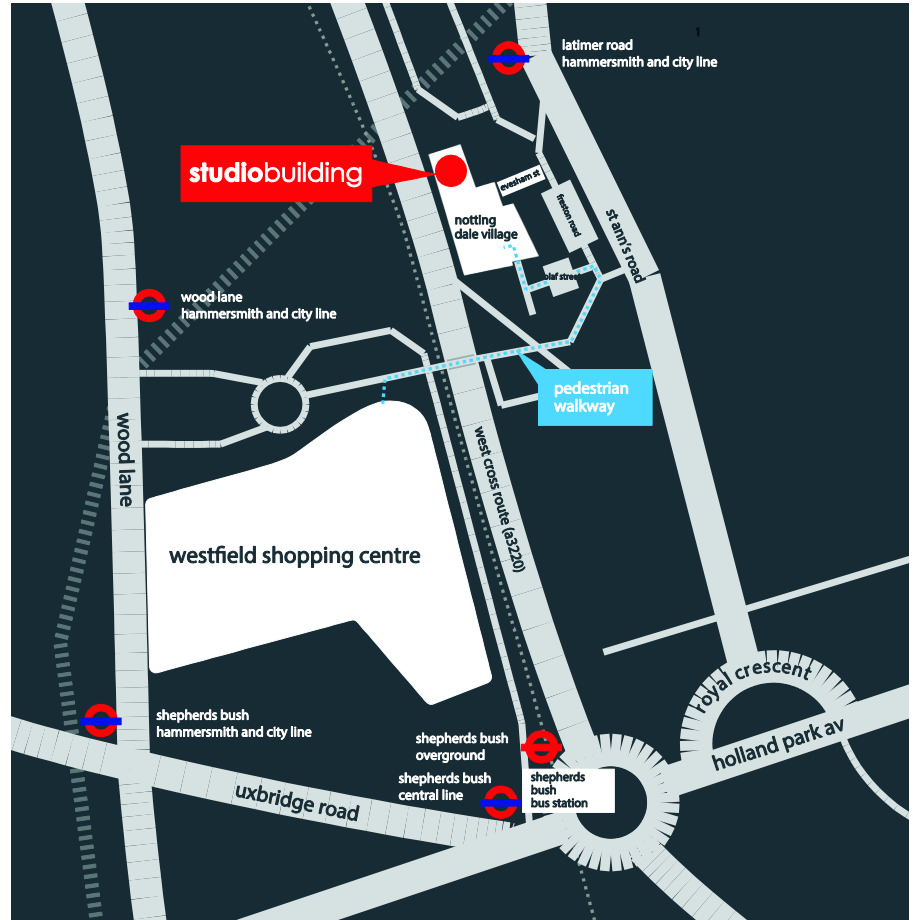 1
latimer road
hammersmith and city line
studiobuilding
evesham st
freston road
notting
dale village
st ann's road
olaf street
wood lane
hammersmith and city line
pedestrian
walkway
wood lane
west cross route (a3220)
westfield shopping centre
royal crescent
shepherds bush
hammersmith and city line
holland park av
shepherds bush
overground
shepherds bush
central line
shepherds
bush
bus station
uxbridge road